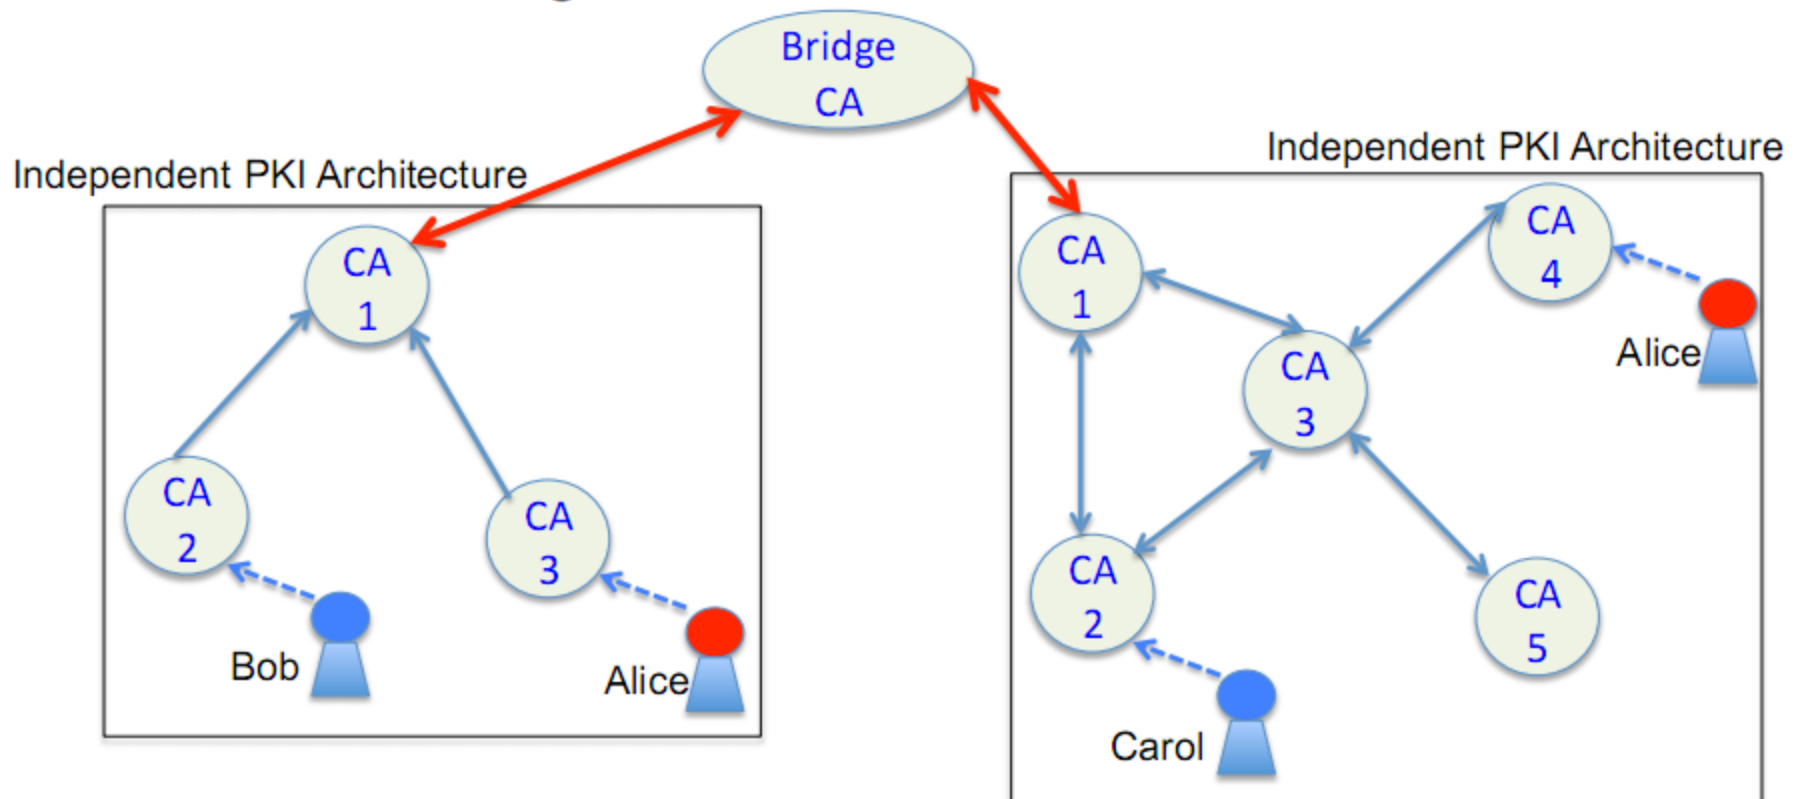 Bridge
CA
Independent PKI Architecture
Independent PKI Architecture
CA
1
CA
2
CA
3
Bob
Alice
CA
1
CA
4
Alice
CA
3
CA
2
CA
5
Carol